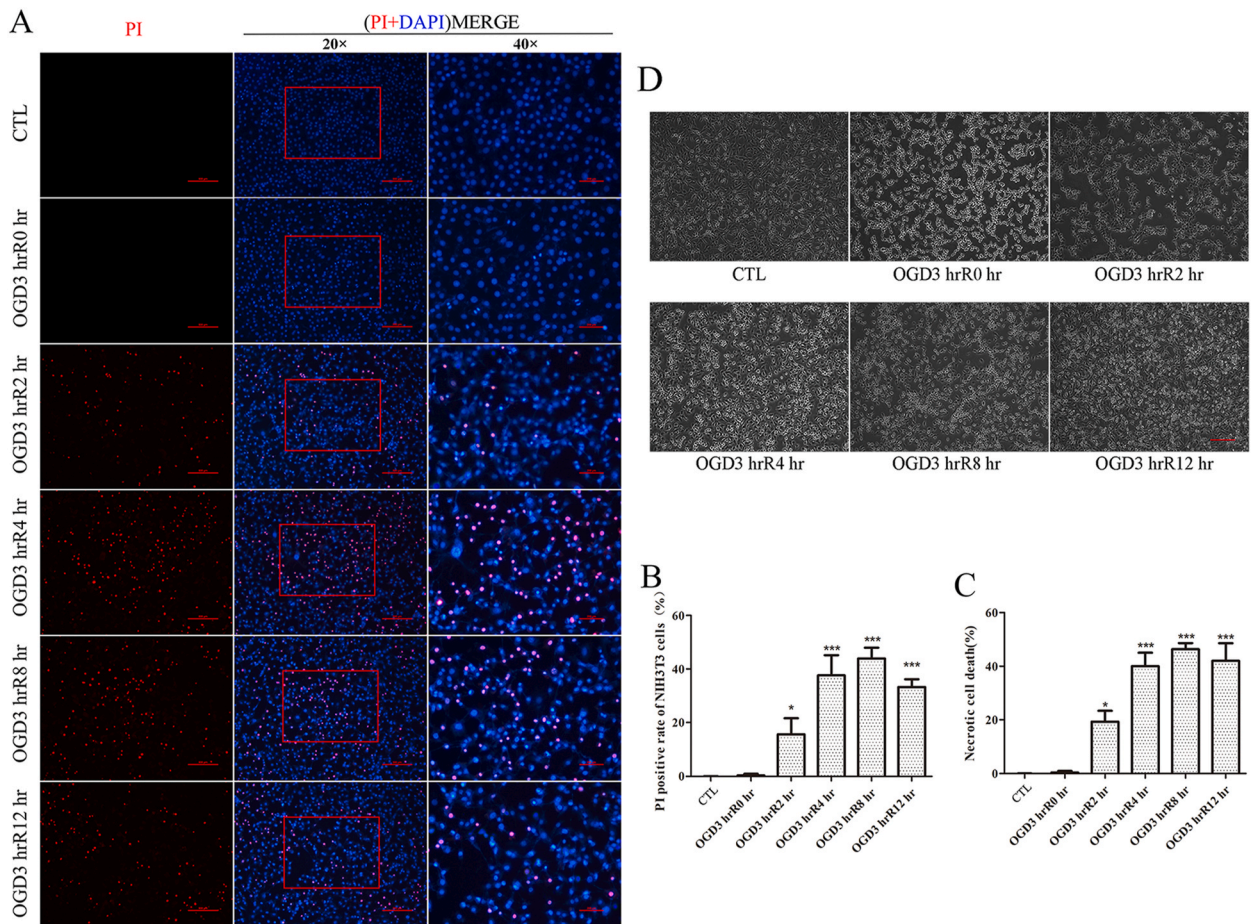 A
PI
(PI+DAPI)MERGE
20×
40×
CTL
OGD3 hrR0 hr
OGD3 hrR2 hr
OGD3 hrR4 hr
OGD3 hrR8 hr
OGD3 hrR12 hr
D
CTL
OGD3 hrR0 hr
OGD3 hrR2 hr
OGD3 hrR4 hr
OGD3 hrR8 hr
OGD3 hrR12 hr
B
PI positive rate of NIH3T3 cells (%)
60
40
20
0
*
***
***
***
CTL
OGD3 hrR0 hr
OGD3 hrR2 hr
OGD3 hrR4 hr
OGD3 hrR8 hr
OGD3 hrR12 hr
C
Necrotic cell death(%)
60
40
20
0
*
***
***
***
CTL
OGD3 hrR0 hr
OGD3 hrR2 hr
OGD3 hrR4 hr
OGD3 hrR8 hr
OGD3 hrR12 hr